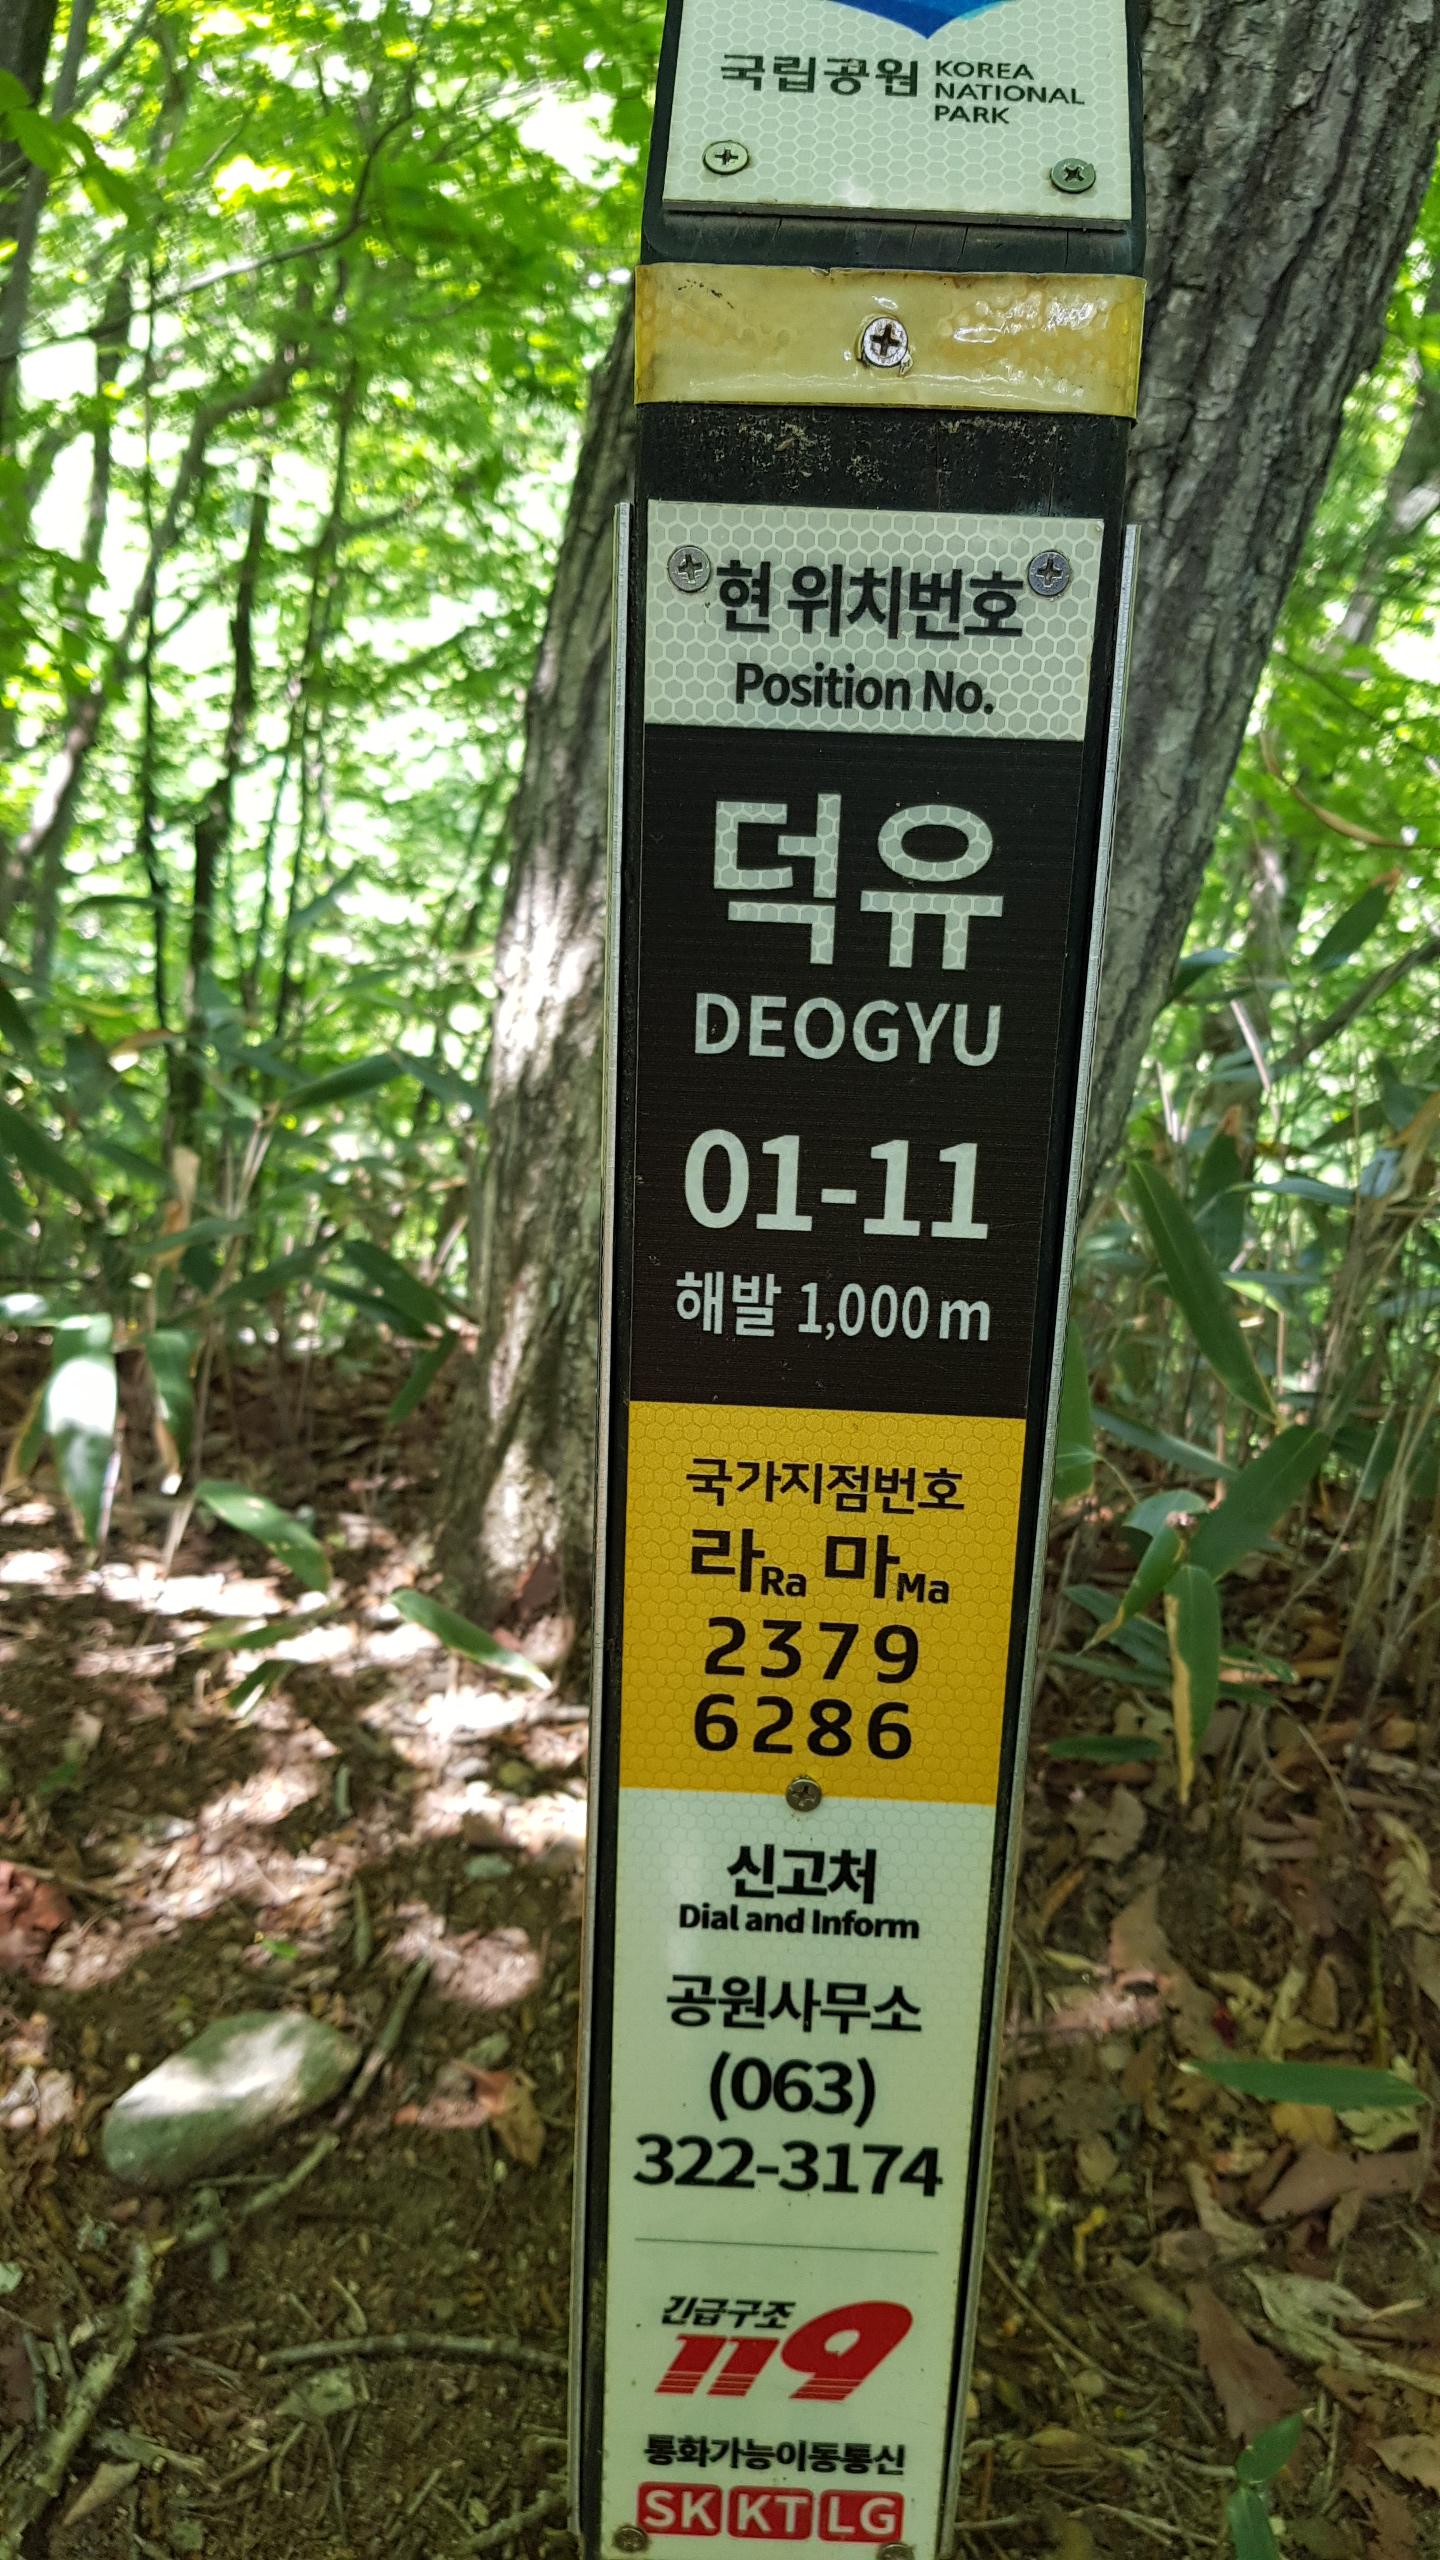 국립공원 KOREA
NATIONAL
PARK
현 위치번호
Position No.
덕유
DEOGYU
01-11
해발 1,000m
국가지점번호
라Ra 마Ma
2379
6286
신고처
Dial and Inform
공원사무소
(063)
322-3174
긴급구조
119
통화가능이동통신
SK KT LG